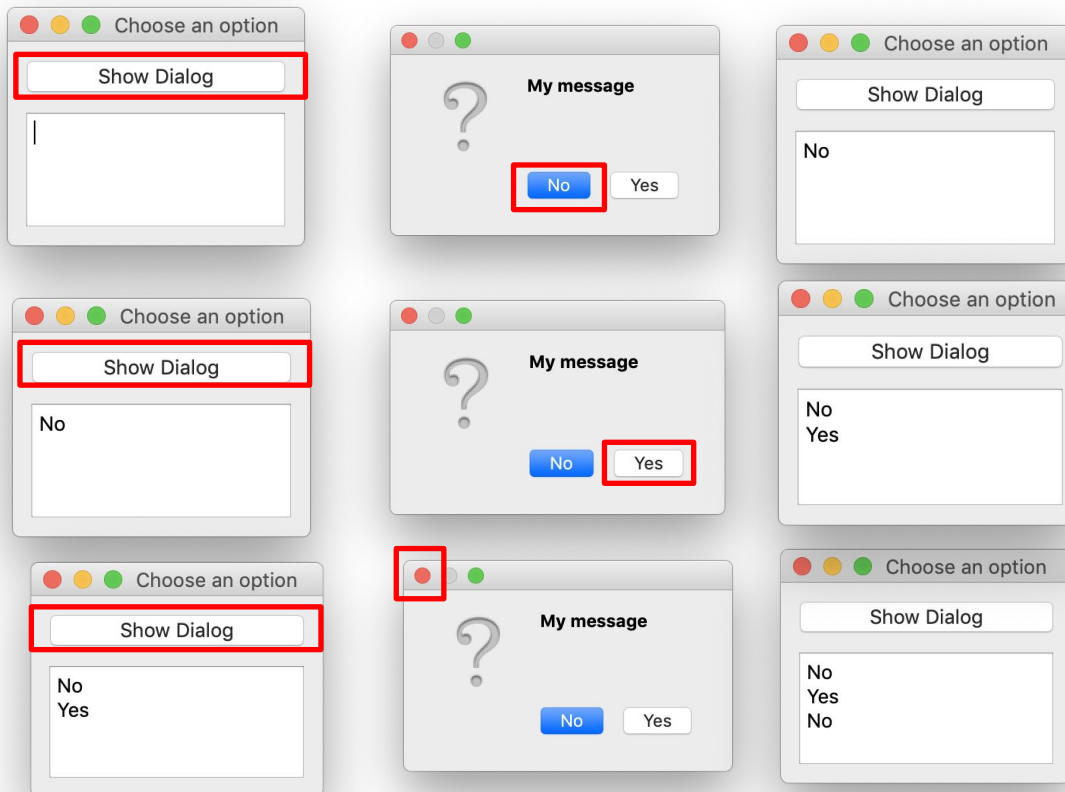 Choose an option
Show Dialog
My message
No Yes
Choose an option
Show Dialog
No
Choose an option
Show Dialog
No
My message
No Yes
Choose an option
Show Dialog
No
Yes
Choose an option
Show Dialog
No
Yes
My message
No Yes
Choose an option
Show Dialog
No
Yes
No